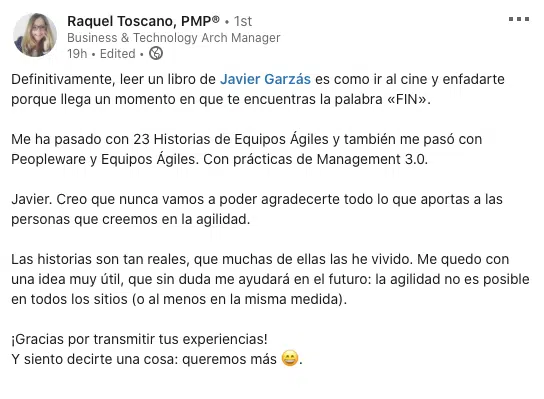 Raquel Toscano, PMP® • 1st
Business & Technology Arch Manager
19h • Edited •
Definitivamente, leer un libro de Javier Garzás es como ir al cine y enfadarte
porque llega un momento en que te encuentras la palabra «FIN».
Me ha pasado con 23 Historias de Equipos Ágiles y también me pasó con
Peopleware y Equipos Ágiles. Con prácticas de Management 3.0.
Javier. Creo que nunca vamos a poder agradecerte todo lo que aportas a las
personas que creemos en la agilidad.
Las historias son tan reales, que muchas de ellas las he vivido. Me quedo con
una idea muy útil, que sin duda me ayudará en el futuro: la agilidad no es posible
en todos los sitios (o al menos en la misma medida).
¡Gracias por transmitir tus experiencias!
Y siento decirte una cosa: queremos más 😄.